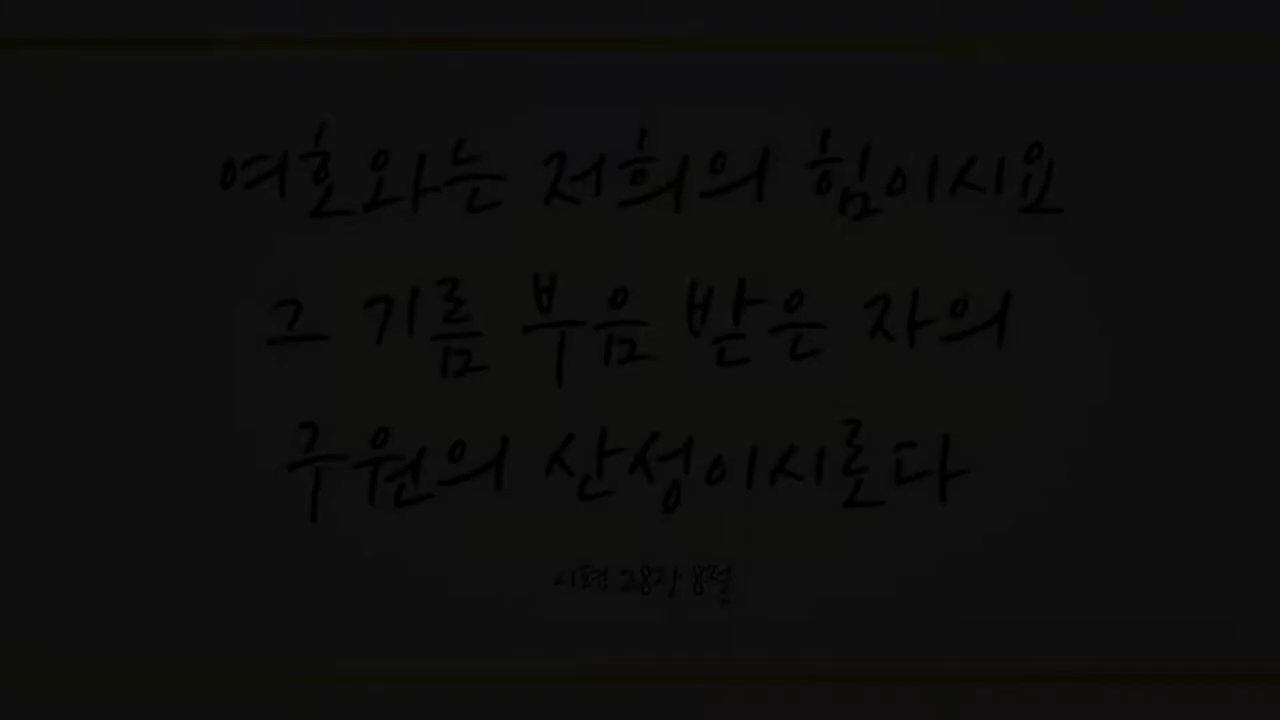 여호와는 저희의 힘이시요
그 기름 부음 받은 자의
구원의 산성이시로다
시편 28장 8절